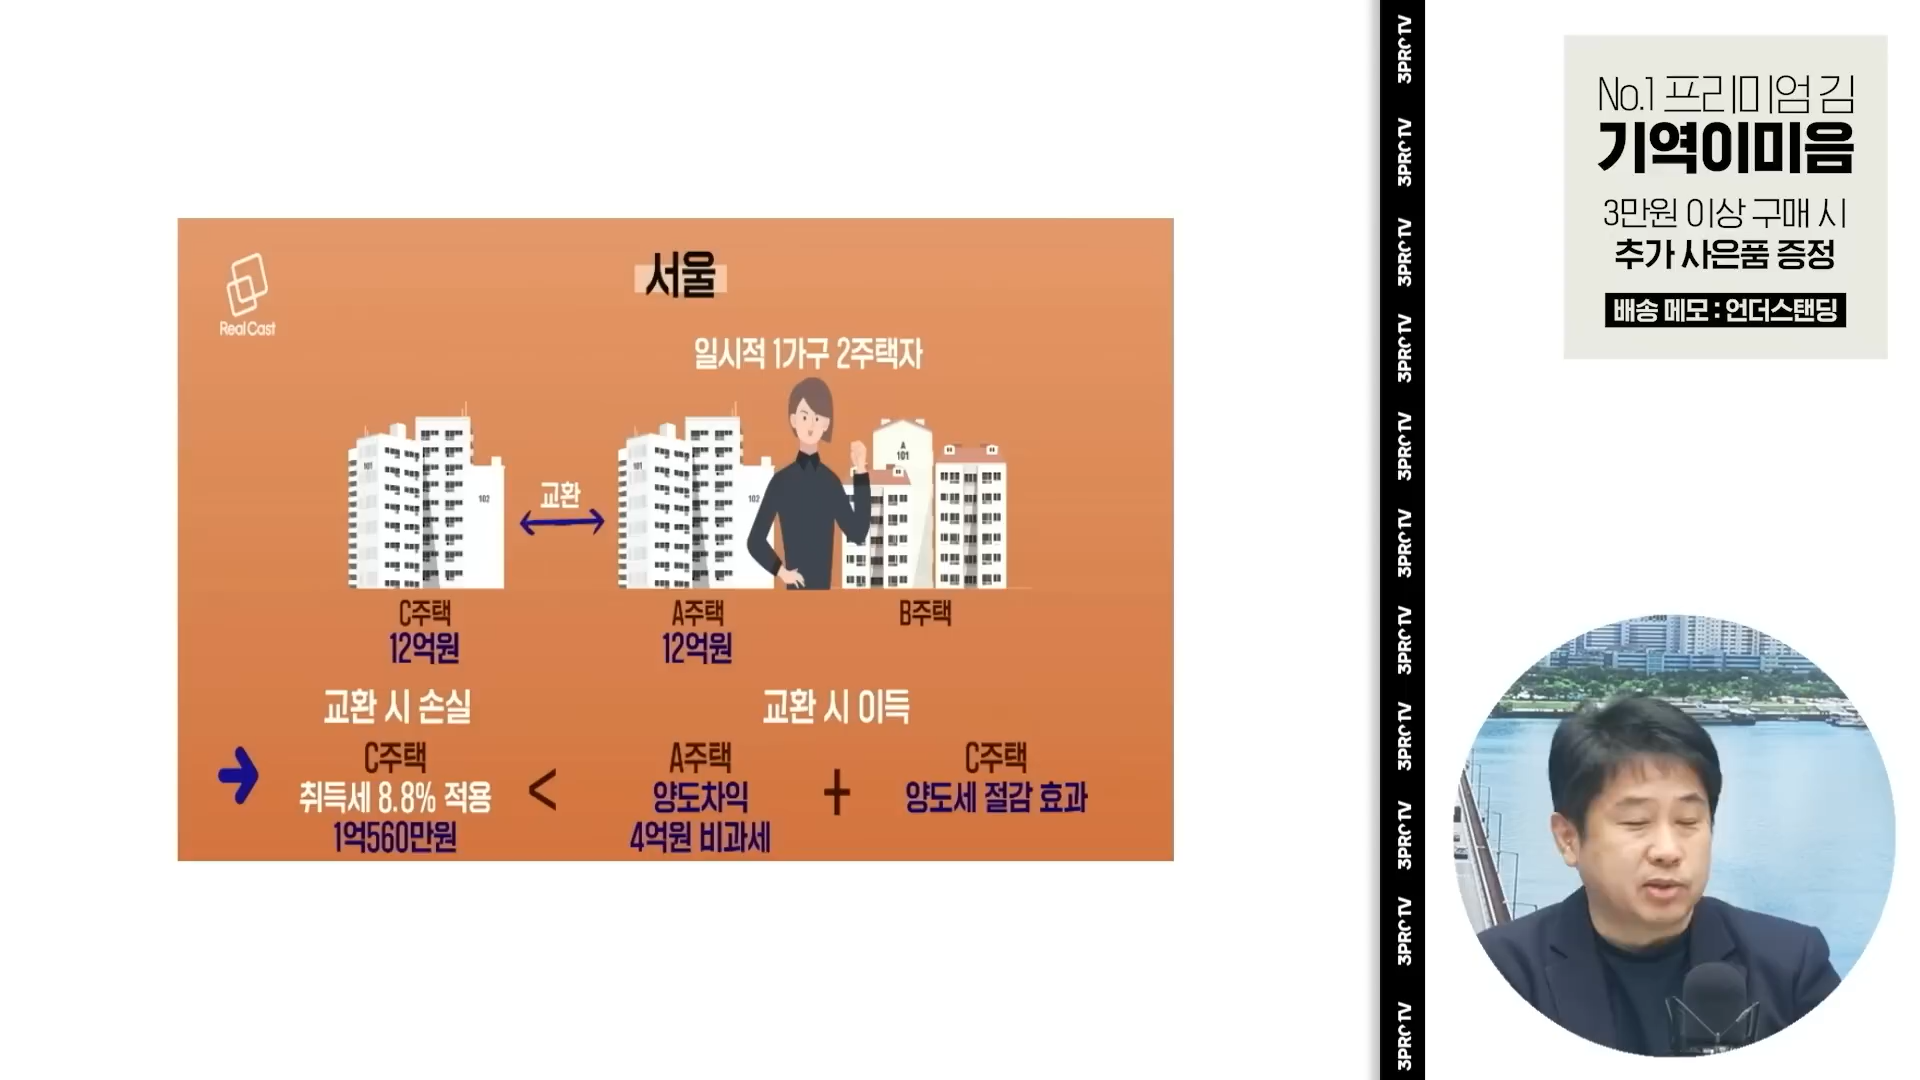 RealCast
서울
일시적 1가구 2주택자
101
102
교환
101
102
A
101
C주택
12억원
A주택
12억원
B주택
교환 시 손실
교환 시 이득
C주택
취득세 8.8% 적용
1억560만원
<
A주택
양도차익
4억원 비과세
+
C주택
양도세 절감 효과
3PROTV
3PROTV
3PROTV
3PROTV
3PROTV
3PROTV
3PROTV
3PROTV
3PROTV
3PROTV
3PROTV
No.1 프리미엄 김
기역이미음
3만원 이상 구매 시
추가 사은품 증정
배송 메모 : 언더스탠딩